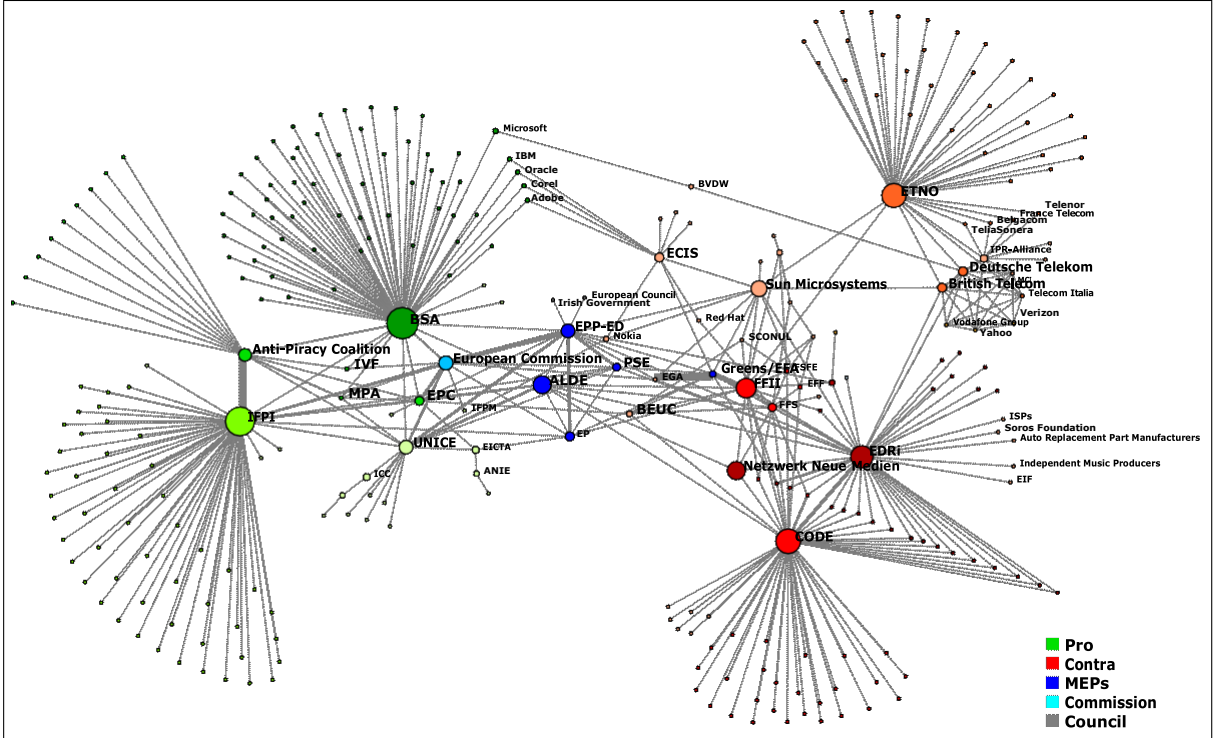 Microsoft
IBM
Oracle
Corel
Adobe
BVDW
ETNO
Telenor
France Telecom
Belgacom
TeliaSonera
IPR-Alliance
ECIS
Deutsche Telekom
Sun Microsystems
British Telecom
MCI
Telecom Italia
European Council
Irish Government
Verizon
BSA
Red Hat
Vodafone Group
Yahoo
EPP-ED
Nokia
SCONUL
Anti-Piracy Coalition
IVF
European Commission
PSE
Greens/EFA
FSFE
ALDE
EGA
FFII
EFF
MPA
EPC
IFPM
BEUC
FFS
IFPI
ISPs
Soros Foundation
UNICE
EICTA
EP
Auto Replacement Part Manufacturers
EDRi
Netzwerk Neue Medien
Independent Music Producers
ICC
ANIE
EIF
CODE
Pro
Contra
MEPs
Commission
Council